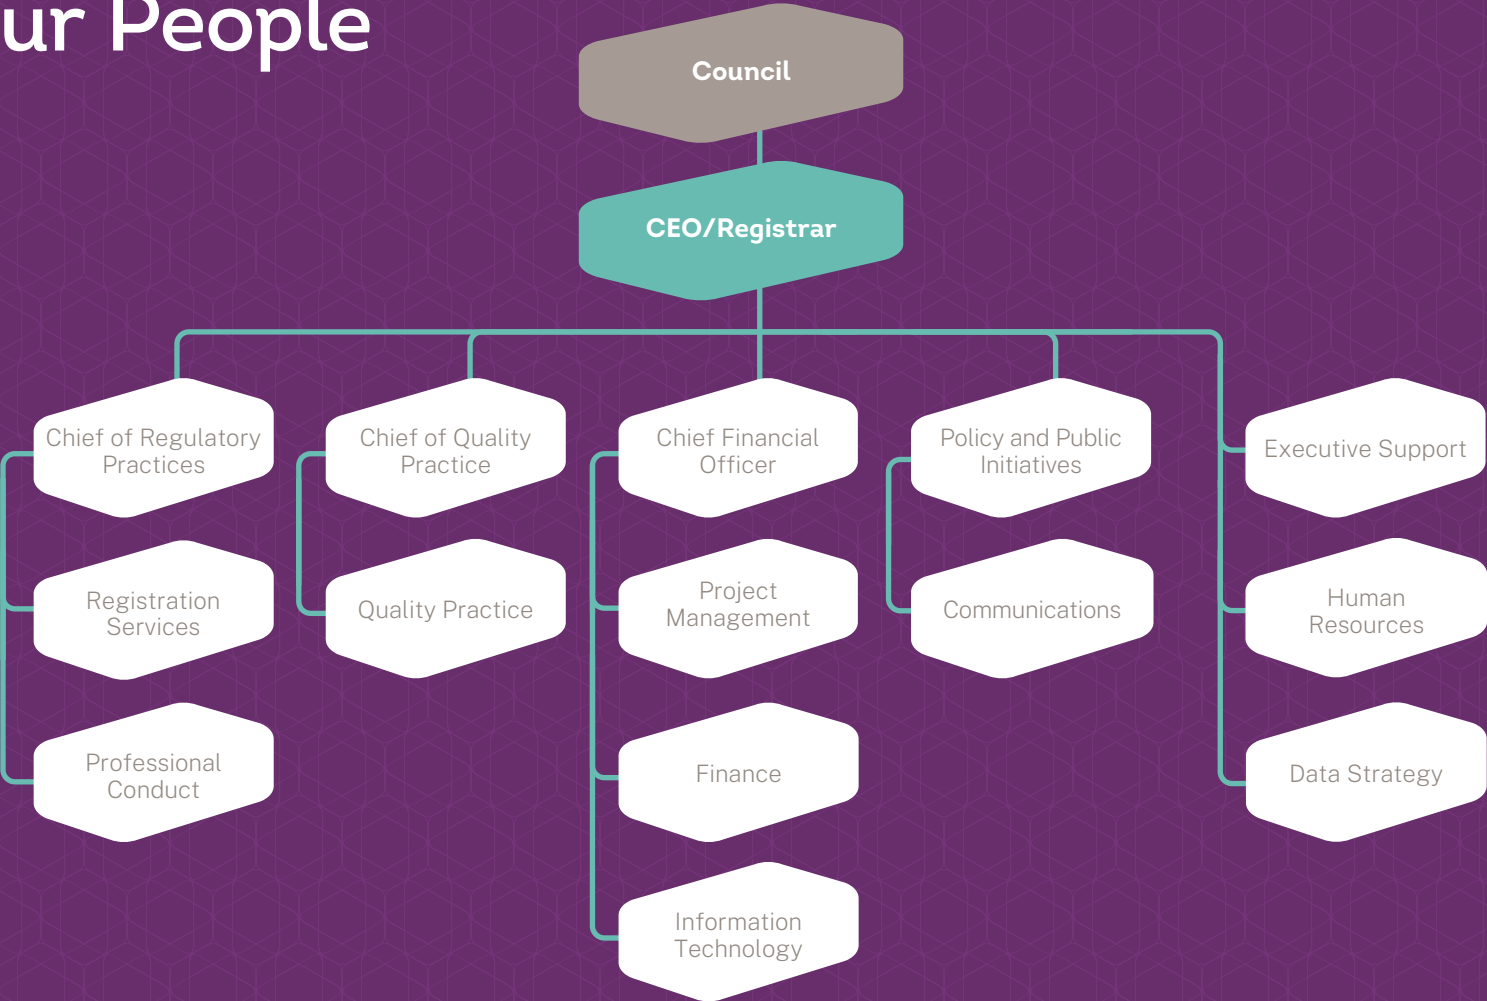 ur People
Council
CEO/Registrar
Chief of Regulatory
Practices
Chief of Quality
Practice
Chief Financial
Officer
Policy and Public
Initiatives
Executive Support
Registration
Services
Quality Practice
Project
Management
Communications
Human
Resources
Professional
Conduct
Finance
Data Strategy
Information
Technology